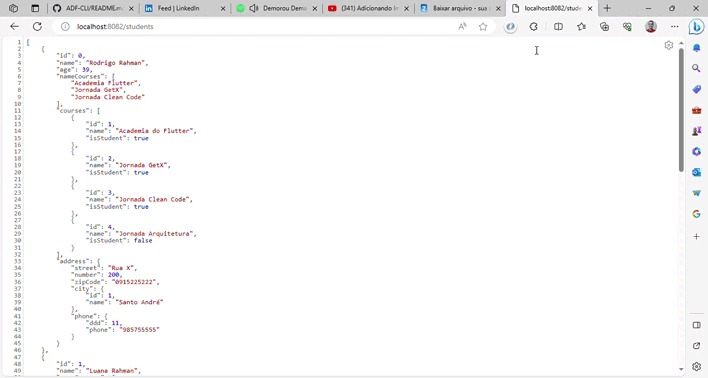 ADF-CLI/README.m
Feed | LinkedIn
Demorou Dema
(341) Adicionando Im
Baixar arquivo - sua
localhost:8082/students
localhost:8082/students
1 [
2 {
3 "id": 0,
4 "name": "Rodrigo Rahman",
5 "age": 39,
6 "nameCourses": [
7 "Academia Flutter",
8 "Jornada GetX",
9 "Jornada Clean Code"
10 ],
11 "courses": [
12 {
13 "id": 1,
14 "name": "Academia do Flutter",
15 "isStudent": true
16 },
17 {
18 "id": 2,
19 "name": "Jornada GetX",
20 "isStudent": true
21 },
22 {
23 "id": 3,
24 "name": "Jornada Clean Code",
25 "isStudent": true
26 },
27 {
28 "id": 4,
29 "name": "Jornada Arquitetura",
30 "isStudent": false
31 }
32 ],
33 "address": {
34 "street": "Rua X",
35 "number": 200,
36 "zipCode": "0915225222",
37 "city": {
38 "id": 1,
39 "name": "Santo André"
40 },
41 "phone": {
42 "ddd": 11,
43 "phone": "985755555"
44 }
45 }
46 },
47 {
48 "id": 1,
49 "name": "Luana Rahman",